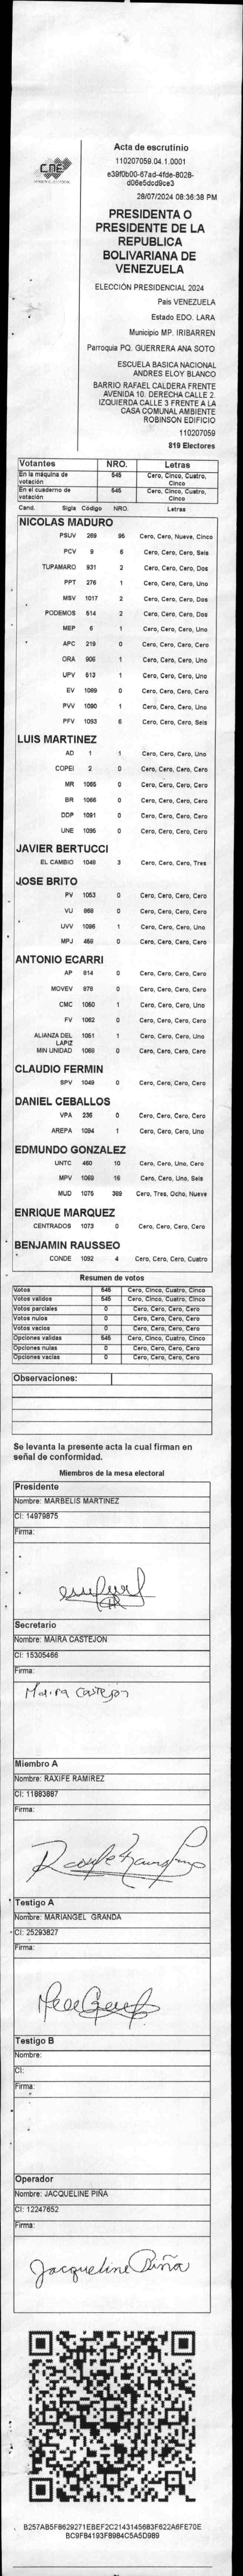 CNE
Acta de escrutinio
110207059.04.1.0001
e39f0b00-67ad-4fde-8028-
d06e5dcd9ce3
28/07/2024 08:36:38 PM
PRESIDENTA O
PRESIDENTE DE LA
REPUBLICA
BOLIVARIANA DE
VENEZUELA
ELECCIÓN PRESIDENCIAL 2024
País VENEZUELA
Estado EDO. LARA
Municipio MP. IRIBARREN
Parroquia PQ. GUERRERA ANA SOTO
ESCUELA BASICA NACIONAL
ANDRES ELOY BLANCO
BARRIO RAFAEL CALDERA FRENTE
AVENIDA 10. DERECHA CALLE 2.
IZQUIERDA CALLE 3 FRENTE A LA
CASA COMUNAL AMBIENTE
ROBINSON EDIFICIO
110207059
819 Electores
Votantes NRO. Letras
En la máquina de votación 545 Cero, Cinco, Cuatro, Cinco
En el cuaderno de votación 545 Cero, Cinco, Cuatro, Cinco
Cand. Sigla Código NRO. Letras
NICOLAS MADURO
PSUV 269 95 Cero, Cero, Nueve, Cinco
PCV 9 6 Cero, Cero, Cero, Seis
TUPAMARO 931 2 Cero, Cero, Cero, Dos
PPT 276 1 Cero, Cero, Cero, Uno
MSV 1017 2 Cero, Cero, Cero, Dos
PODEMOS 514 2 Cero, Cero, Cero, Dos
MEP 6 1 Cero, Cero, Cero, Uno
APC 219 0 Cero, Cero, Cero, Cero
ORA 906 1 Cero, Cero, Cero, Uno
UPV 513 1 Cero, Cero, Cero, Uno
EV 1089 0 Cero, Cero, Cero, Cero
PVV 1090 1 Cero, Cero, Cero, Uno
PFV 1093 6 Cero, Cero, Cero, Seis
LUIS MARTINEZ
AD 1 1 Cero, Cero, Cero, Uno
COPEI 2 0 Cero, Cero, Cero, Cero
MR 1065 0 Cero, Cero, Cero, Cero
BR 1066 0 Cero, Cero, Cero, Cero
DDP 1091 0 Cero, Cero, Cero, Cero
UNE 1095 0 Cero, Cero, Cero, Cero
JAVIER BERTUCCI
EL CAMBIO 1048 3 Cero, Cero, Cero, Tres
JOSE BRITO
PV 1053 0 Cero, Cero, Cero, Cero
VU 868 0 Cero, Cero, Cero, Cero
UVV 1096 1 Cero, Cero, Cero, Uno
MPJ 458 0 Cero, Cero, Cero, Cero
ANTONIO ECARRI
AP 814 0 Cero, Cero, Cero, Cero
MOVEV 878 0 Cero, Cero, Cero, Cero
CMC 1050 1 Cero, Cero, Cero, Uno
FV 1062 0 Cero, Cero, Cero, Cero
ALIANZA DEL LAPIZ 1051 1 Cero, Cero, Cero, Uno
MIN UNIDAD 1068 0 Cero, Cero, Cero, Cero
CLAUDIO FERMIN
SPV 1049 0 Cero, Cero, Cero, Cero
DANIEL CEBALLOS
VPA 236 0 Cero, Cero, Cero, Cero
AREPA 1094 1 Cero, Cero, Cero, Uno
EDMUNDO GONZALEZ
UNTC 460 10 Cero, Cero, Uno, Cero
MPV 1069 16 Cero, Cero, Uno, Seis
MUD 1075 389 Cero, Tres, Ocho, Nueve
ENRIQUE MARQUEZ
CENTRADOS 1073 0 Cero, Cero, Cero, Cero
BENJAMIN RAUSSEO
CONDE 1092 4 Cero, Cero, Cero, Cuatro
Resumen de votos
Votos 545 Cero, Cinco, Cuatro, Cinco
Votos validos 545 Cero, Cinco, Cuatro, Cinco
Votos parciales 0 Cero, Cero, Cero, Cero
Votos nulos 0 Cero, Cero, Cero, Cero
Votos vacios 0 Cero, Cero, Cero, Cero
Opciones validas 545 Cero, Cinco, Cuatro, Cinco
Opciones nulas 0 Cero, Cero, Cero, Cero
Opciones vacias 0 Cero, Cero, Cero, Cero
Observaciones:
Se levanta la presente acta la cual firman en
señal de conformidad.
Miembros de la mesa electoral
Presidente
Nombre: MARBELIS MARTINEZ
CI: 14979875
Firma:
Secretario
Nombre: MAIRA CASTEJON
CI: 15305466
Firma:
Maira Castejon
Miembro A
Nombre: RAXIFE RAMIREZ
CI: 11883887
Firma:
Testigo A
Nombre: MARIANGEL GRANDA
CI: 25293827
Firma:
Testigo B
Nombre:
CI:
Firma:
Operador
Nombre: JACQUELINE PIÑA
CI: 12247652
Firma:
Jacqueline Piña
B257AB5F8629271EBEF2C2143145683F622A6FE70E
BC9F84193F8984C5A5D989